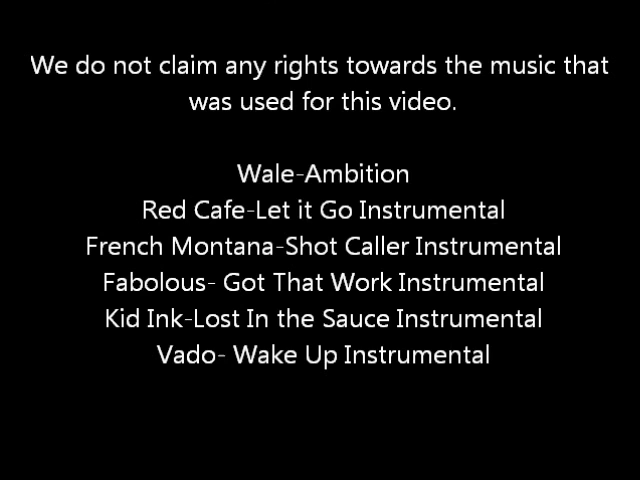 We do not claim any rights towards the music that
was used for this video.
Wale-Ambition
Red Cafe-Let it Go Instrumental
French Montana-Shot Caller Instrumental
Fabolous- Got That Work Instrumental
Kid Ink-Lost In the Sauce Instrumental
Vado- Wake Up Instrumental